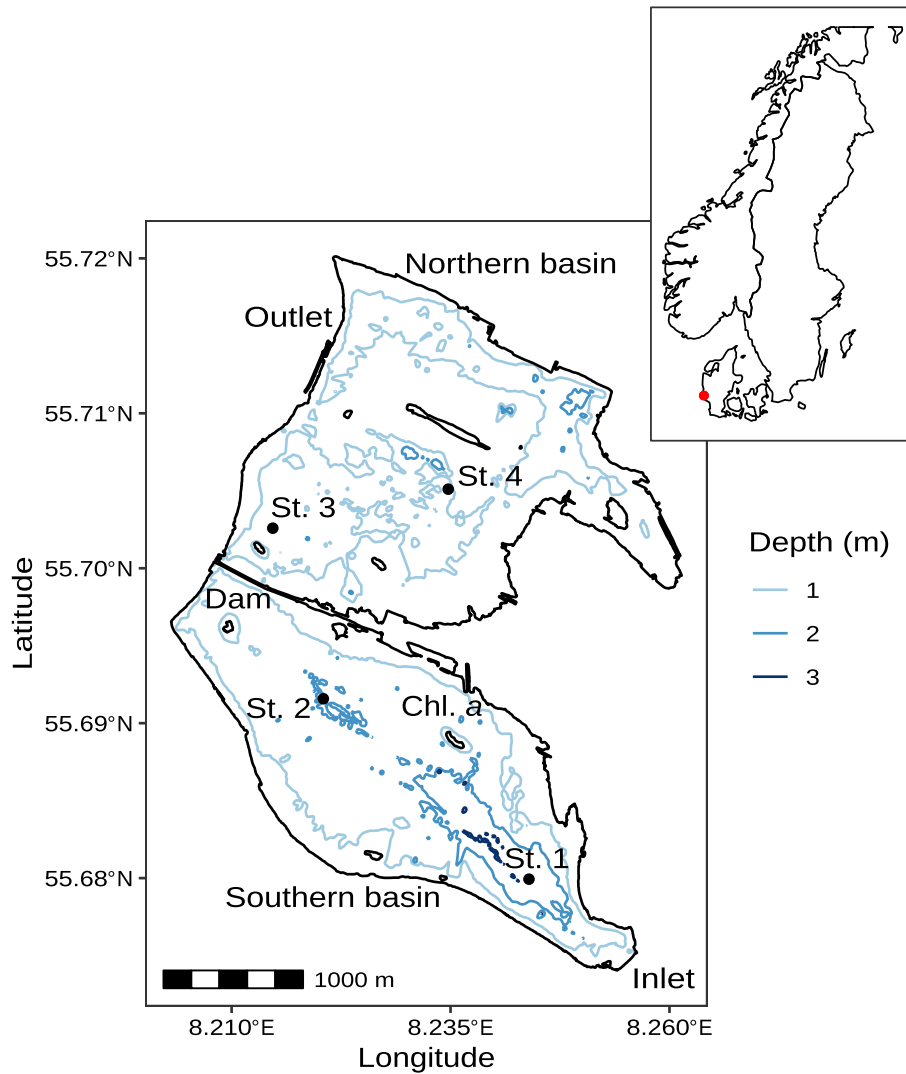 55.72°N
Northern basin
Outlet
55.71°N
St. 4
St. 3
Depth (m)
55.70°N
1
Dam
2
Latitude
3
St. 2
Chl. a
55.69°N
St. 1
55.68°N
Southern basin
1000 m
Inlet
8.210°E
8.235°E
8.260°E
Longitude